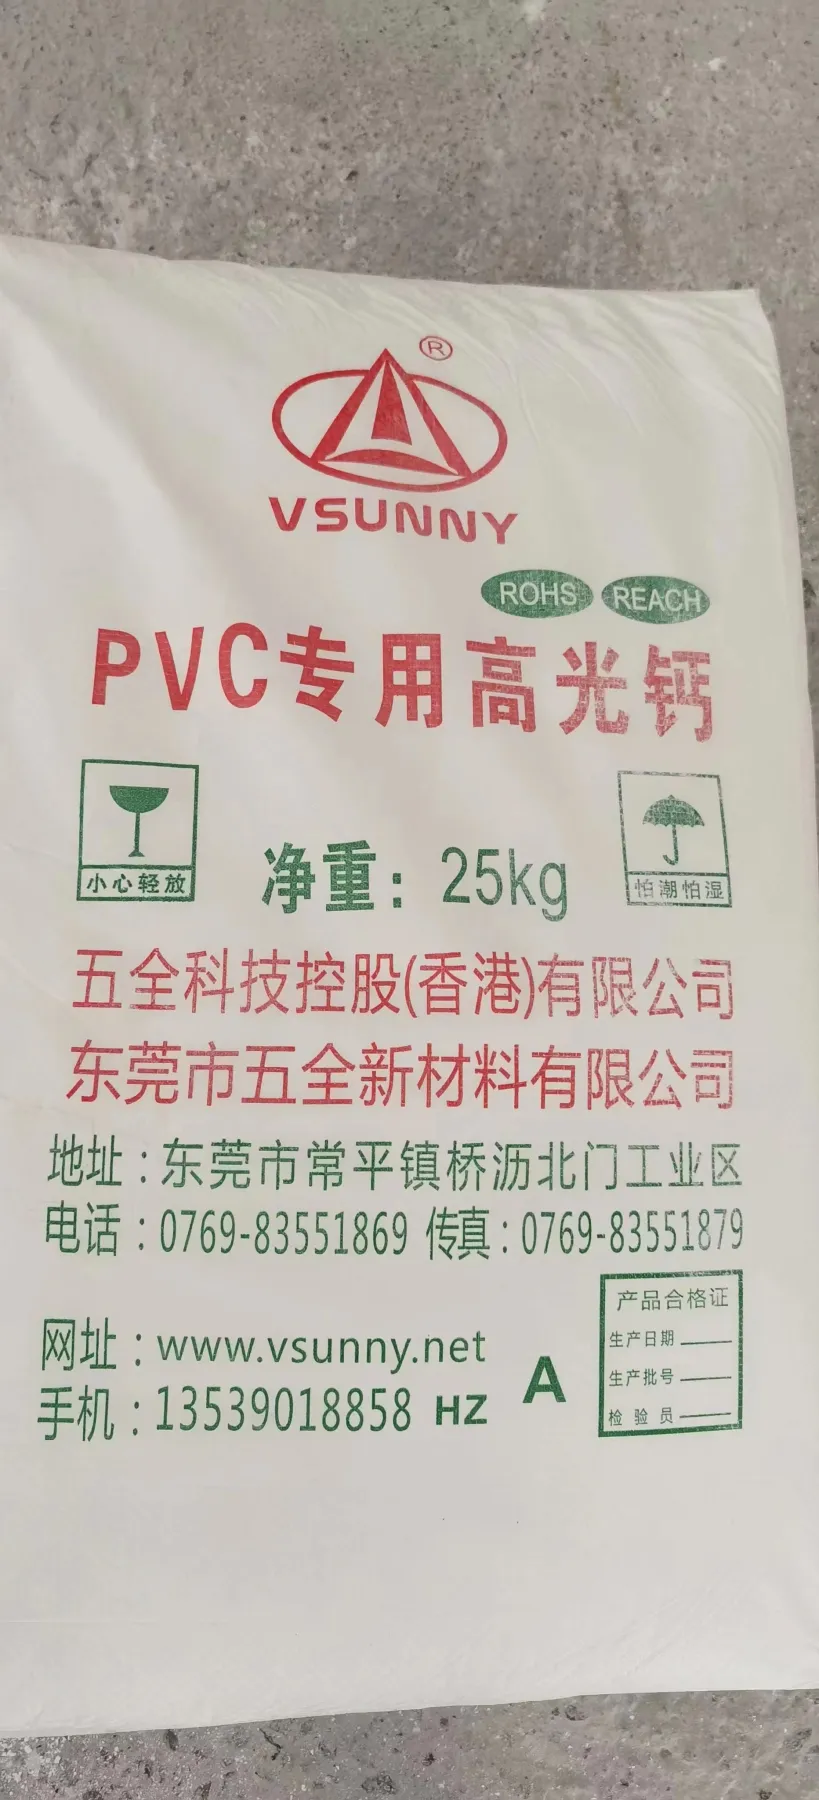 ®
VSUNNY
ROHS REACH
PVC专用高光钙
小心轻放
净重：25kg
怕潮怕湿
五全科技控股(香港)有限公司
东莞市五全新材料有限公司
地址：东莞市常平镇桥沥北门工业区
电话：0769-83551869 传真：0769-83551879
网址：www.vsunny.net
手机：13539018858 HZ
A
产品合格证
生产日期
生产批号
检验员